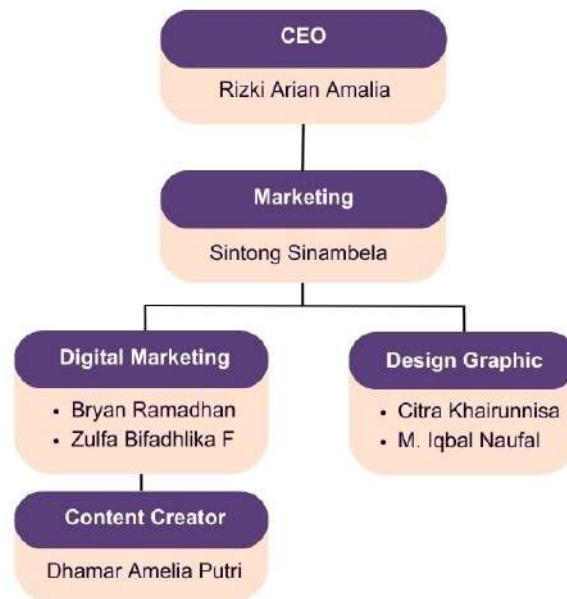 CEO
Rizki Arian Amalia
Marketing
Sintong Sinambela
Digital Marketing
• Bryan Ramadhan
• Zulfa Bifadhlika F
Design Graphic
• Citra Khairunnisa
• M. Iqbal Naufal
Content Creator
Dhamar Amelia Putri